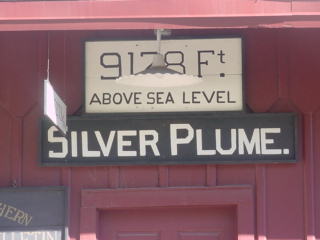 9178 Ft
ABOVE SEA LEVEL
SILVER PLUME.